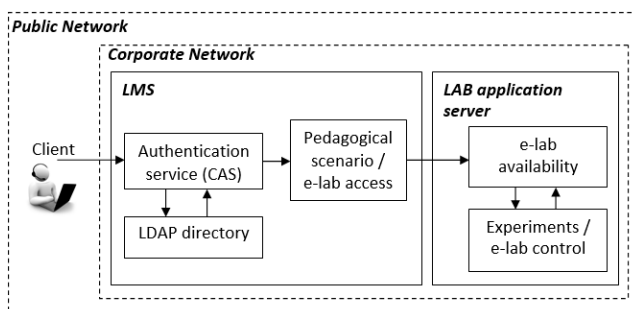 Public Network
Corporate Network
LMS
LAB application
server
Client
Authentication
service (CAS)
Pedagogical
scenario /
e-lab access
e-lab
availability
LDAP directory
Experiments /
e-lab control